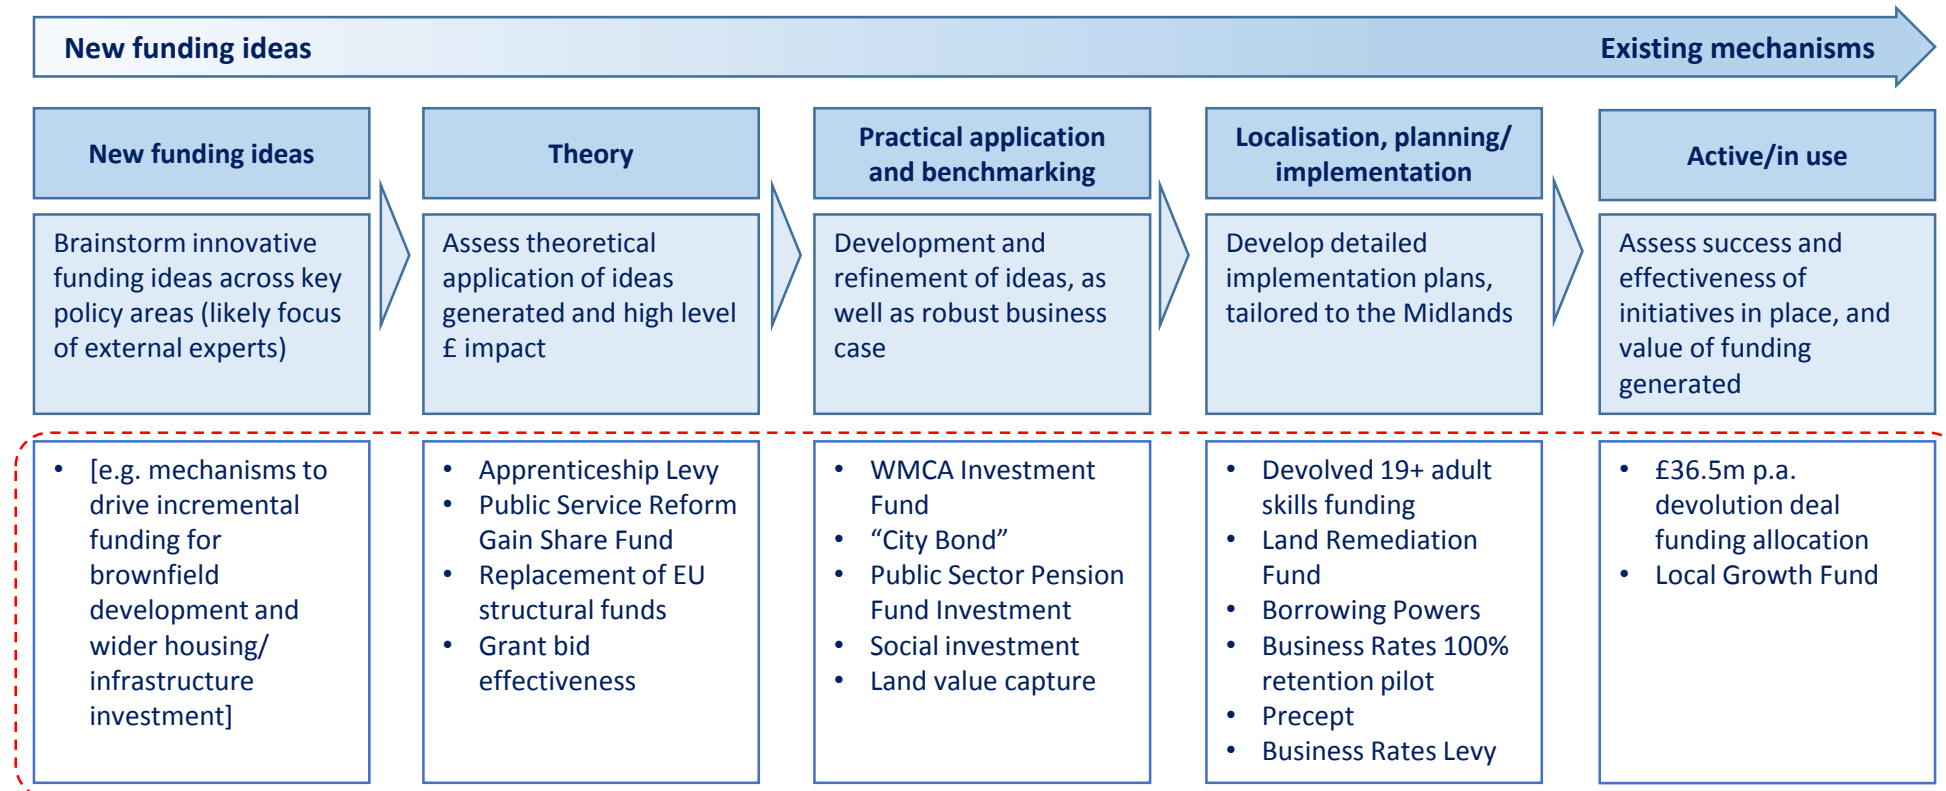 New funding ideas
Existing mechanisms
New funding ideas
Brainstorm innovative
funding ideas across key
policy areas (likely focus
of external experts)
• [e.g. mechanisms to
drive incremental
funding for
brownfield
development and
wider housing/
infrastructure
investment]
Theory
Assess theoretical
application of ideas
generated and high level
£ impact
• Apprenticeship Levy
• Public Service Reform
Gain Share Fund
• Replacement of EU
structural funds
• Grant bid
effectiveness
Practical application
and benchmarking
Development and
refinement of ideas, as
well as robust business
case
• WMCA Investment
Fund
• “City Bond”
• Public Sector Pension
Fund Investment
• Social investment
• Land value capture
Localisation, planning/
implementation
Develop detailed
implementation plans,
tailored to the Midlands
• Devolved 19+ adult
skills funding
• Land Remediation
Fund
• Borrowing Powers
• Business Rates 100%
retention pilot
• Precept
• Business Rates Levy
Active/in use
Assess success and
effectiveness of
initiatives in place, and
value of funding
generated
• £36.5m p.a.
devolution deal
funding allocation
• Local Growth Fund